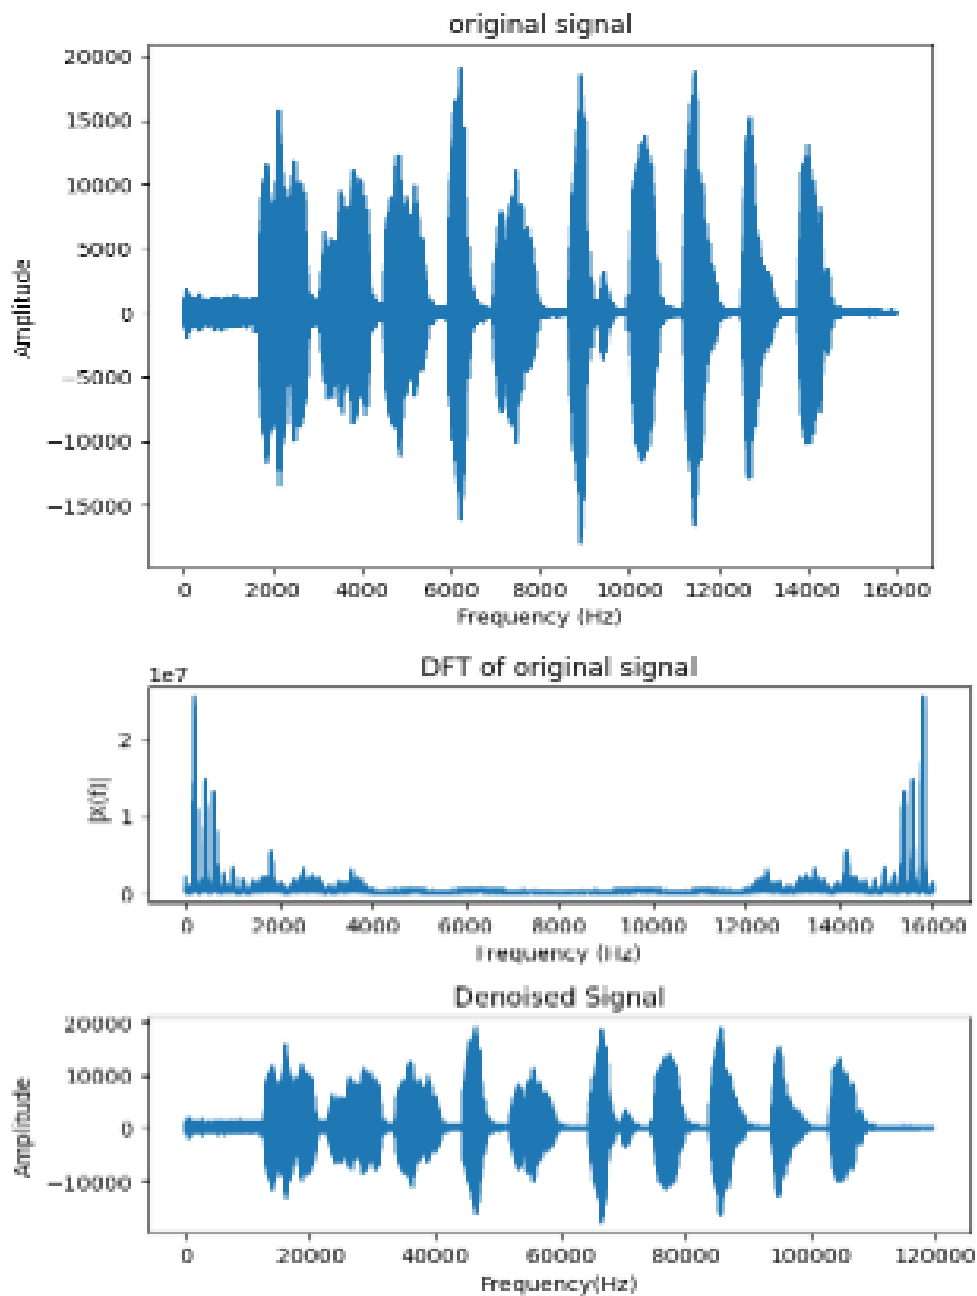 original signal
20000
15000
10000
5000
0
−5000
−10000
−15000
Amplitude
0 2000 4000 6000 8000 10000 12000 14000 16000
Frequency (Hz)
DFT of original signal
1e7
2
1
0
|X(f)|
0 2000 4000 6000 8000 10000 12000 14000 16000
Frequency (Hz)
Denoised Signal
20000
10000
0
−10000
Amplitude
0 20000 40000 60000 80000 100000 120000
Frequency(Hz)